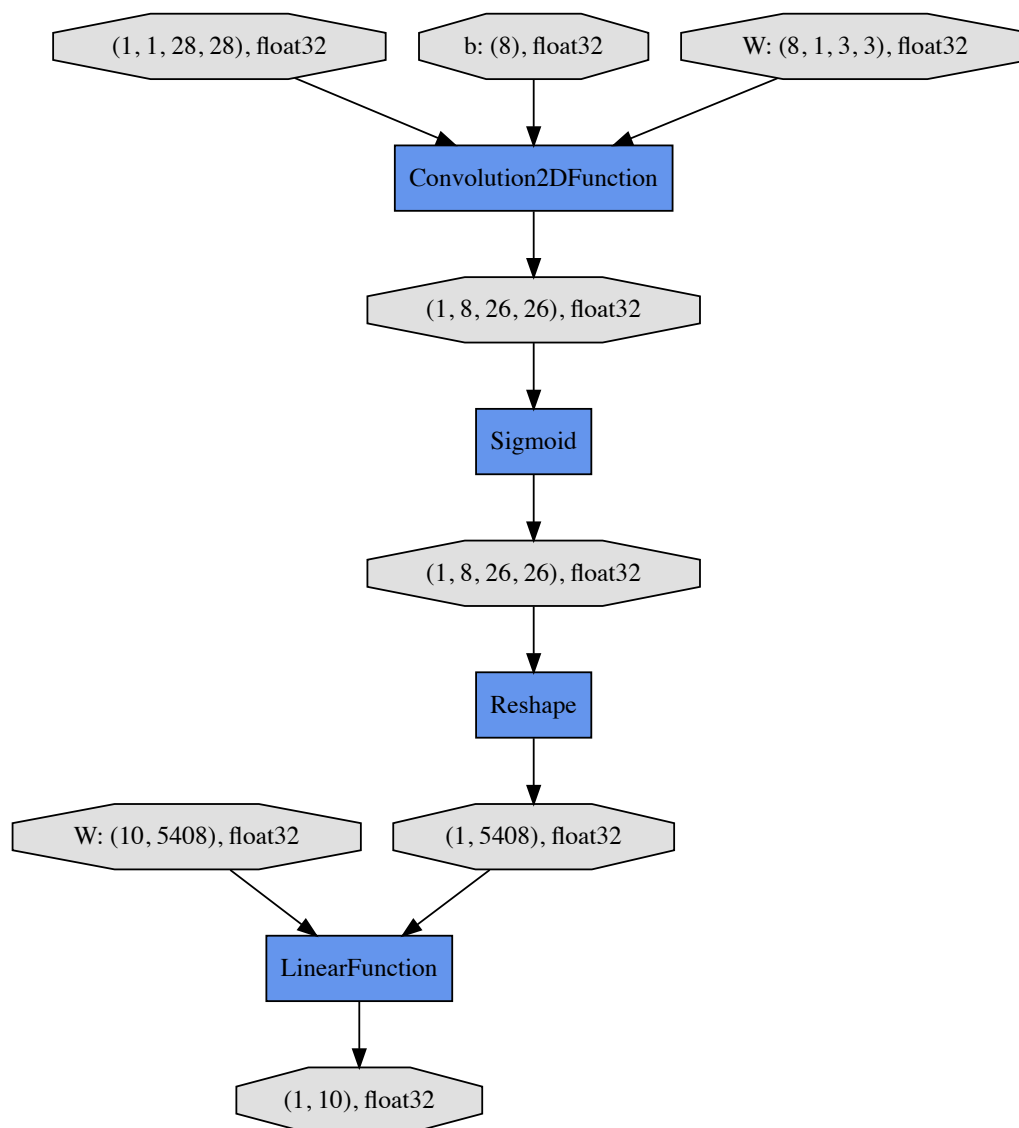 (1, 1, 28, 28), float32
b: (8), float32
W: (8, 1, 3, 3), float32
Convolution2DFunction
(1, 8, 26, 26), float32
Sigmoid
(1, 8, 26, 26), float32
Reshape
W: (10, 5408), float32
(1, 5408), float32
LinearFunction
(1, 10), float32